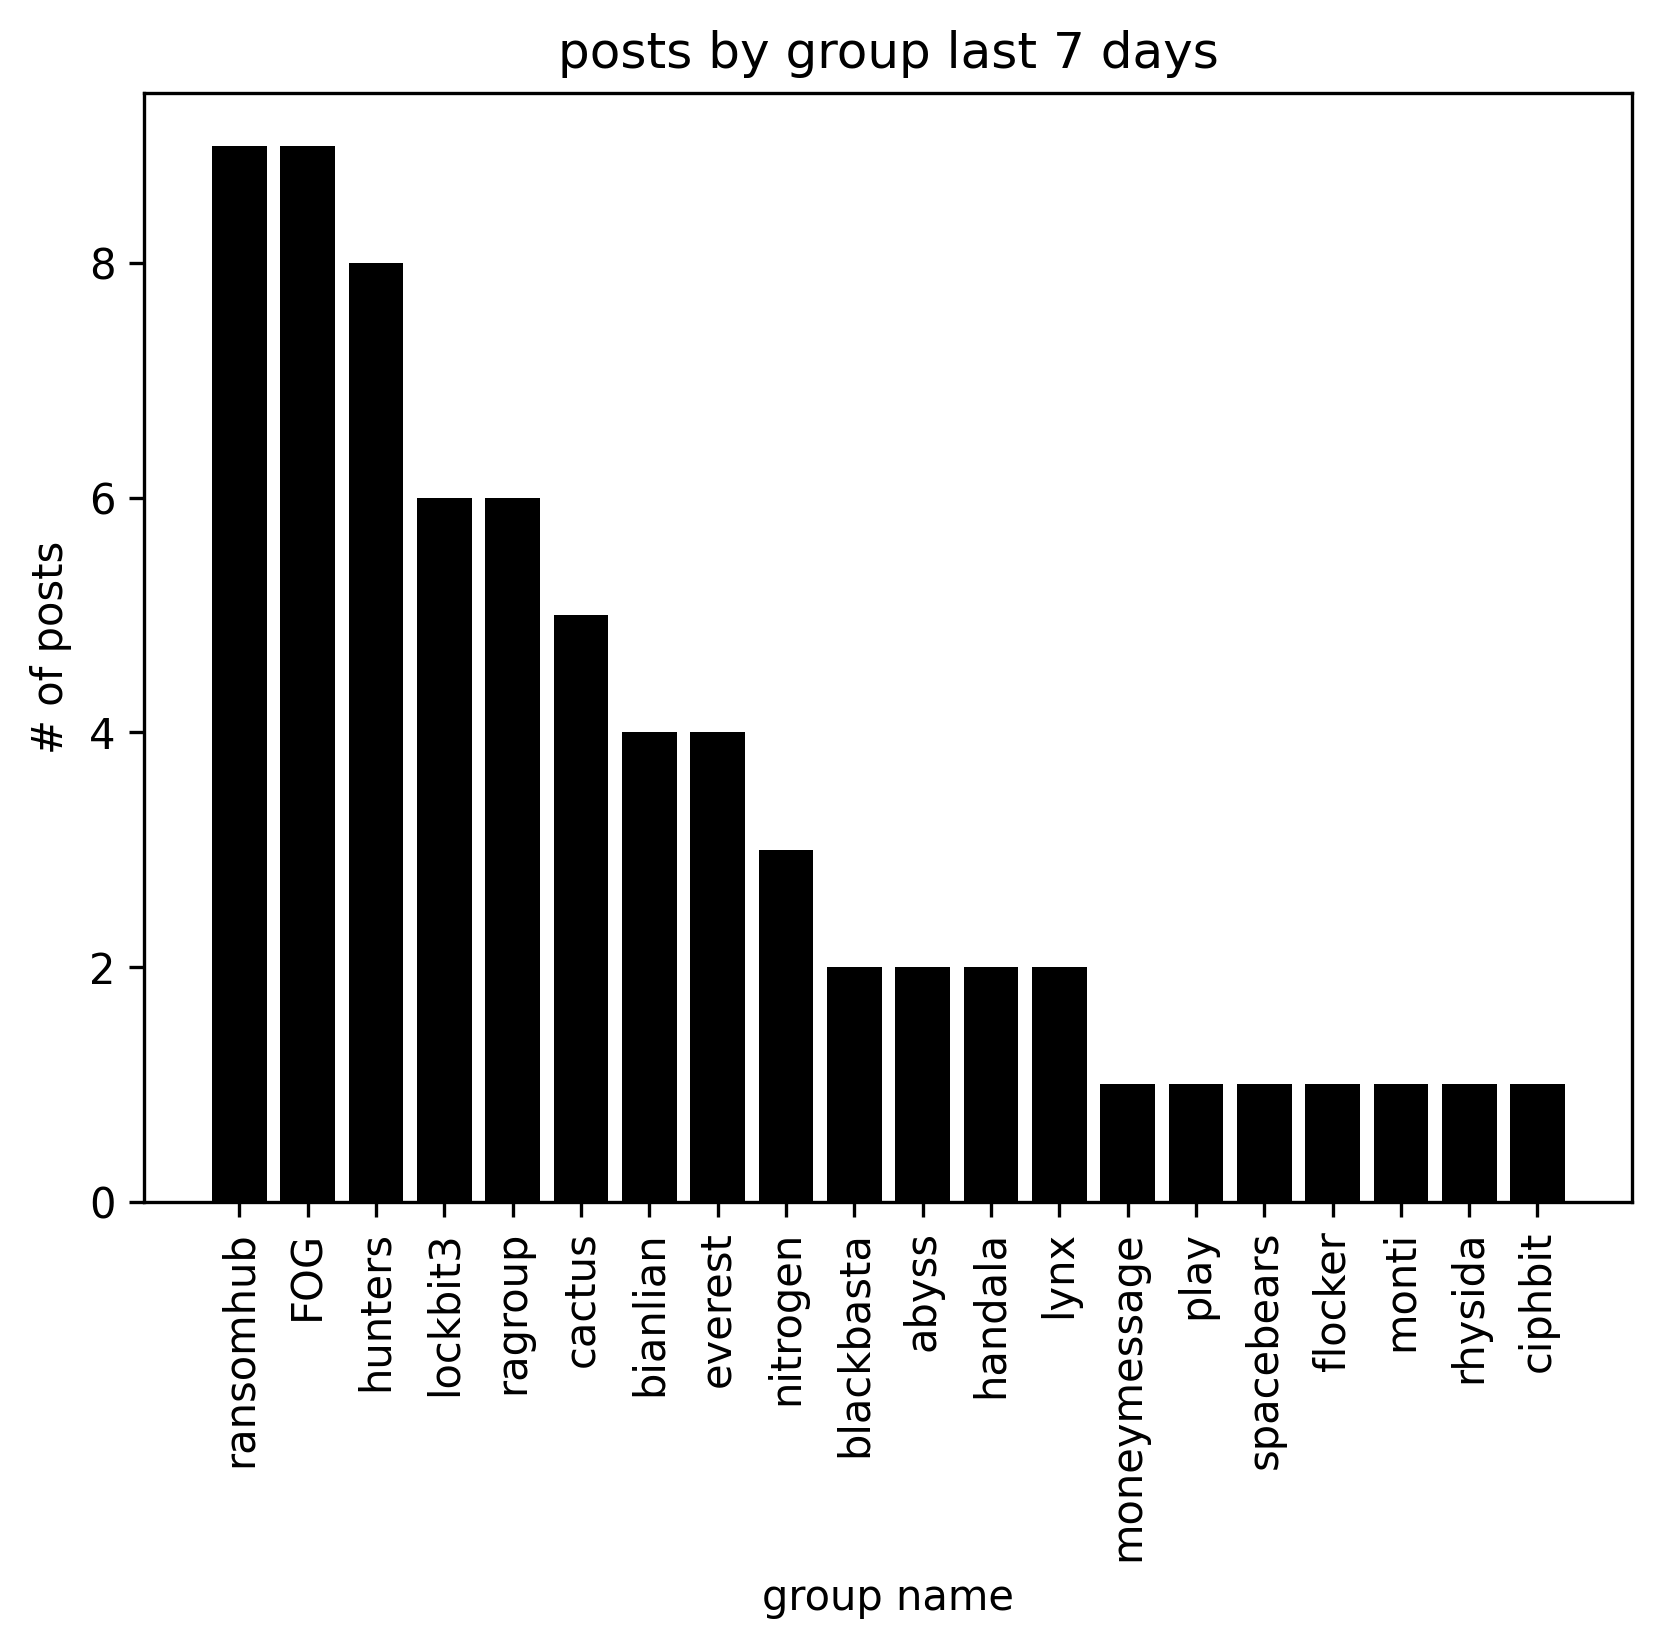 posts by group last 7 days
# of posts
8
6
4
2
0
ransomhub
FOG
hunters
lockbit3
ragroup
cactus
bianlian
everest
nitrogen
blackbasta
abyss
handala
lynx
moneymessage
play
spacebears
flocker
monti
rhysida
ciphbit
group name